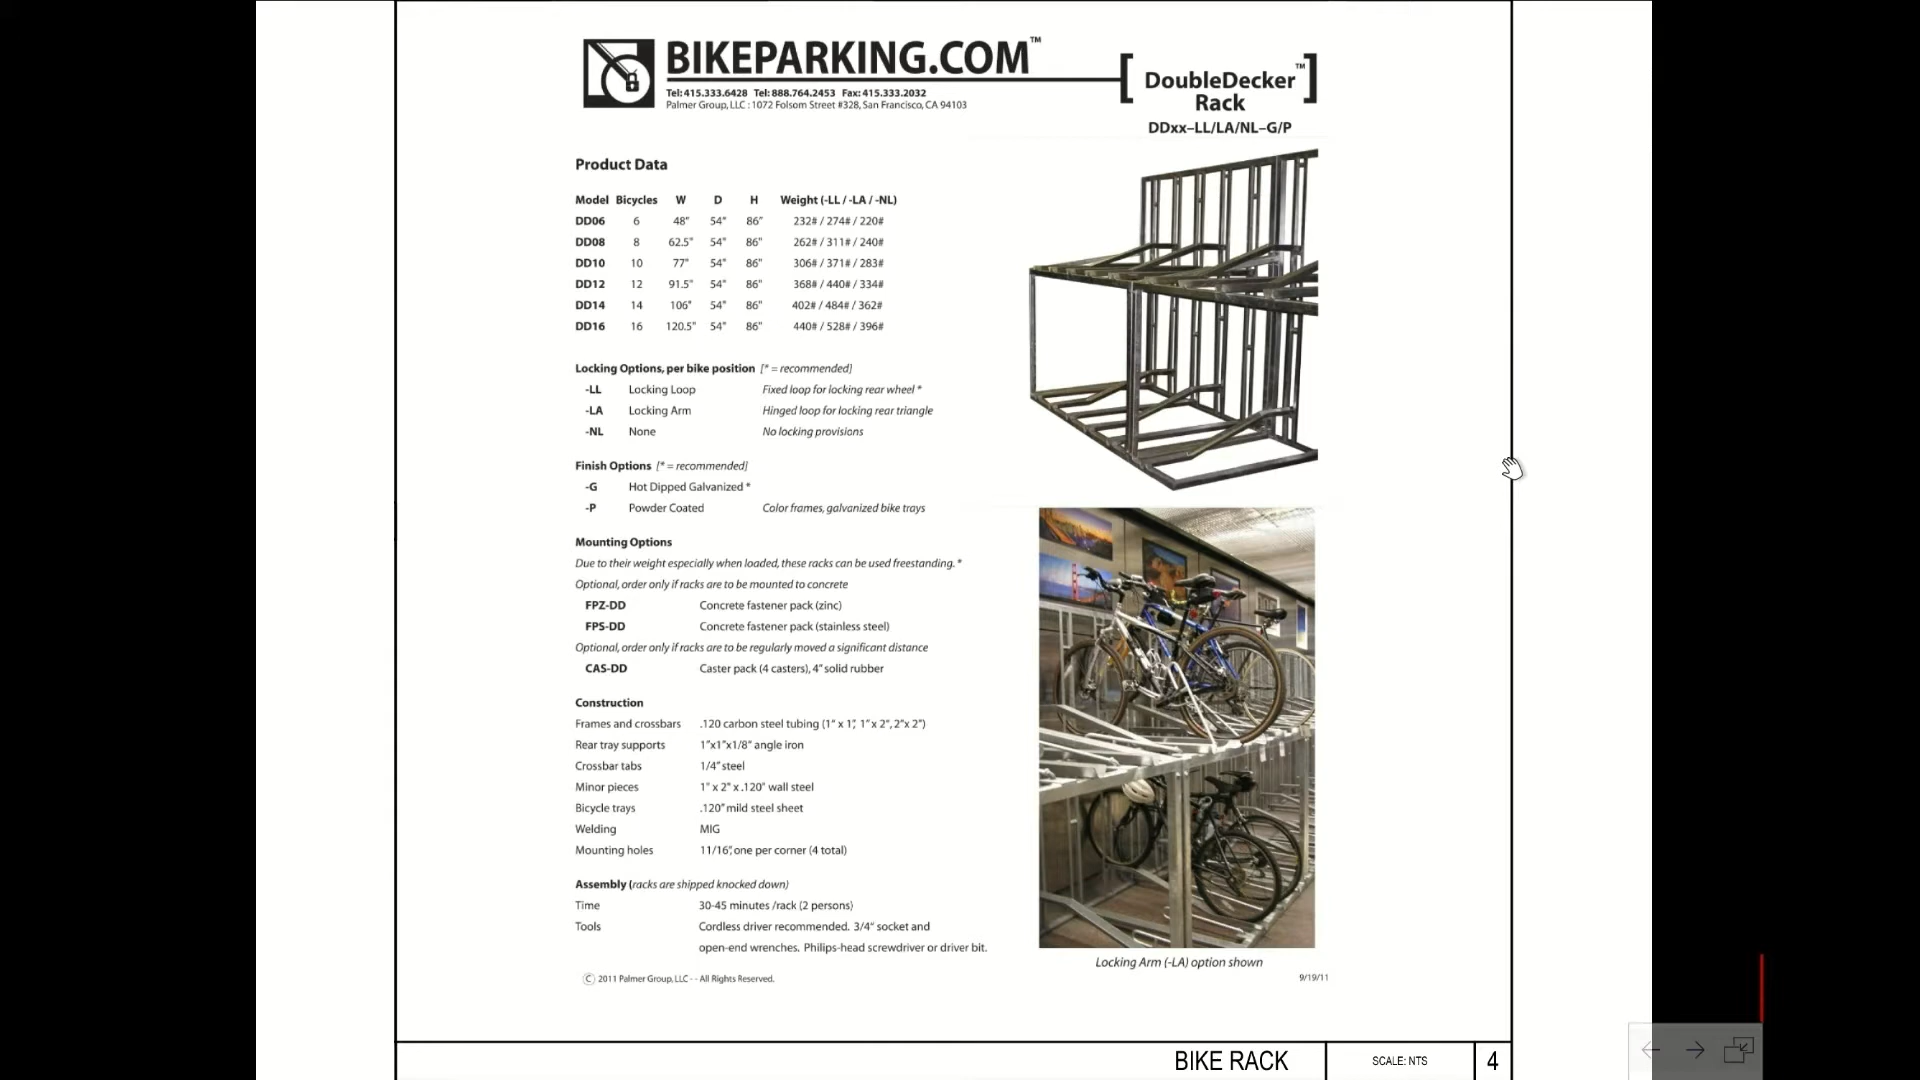 BIKEPARKING.COM™
Tel: 415.333.6428 Tel: 888.764.2453 Fax: 415.333.2032
Palmer Group, LLC : 1072 Folsom Street #328, San Francisco, CA 94103
[DoubleDecker™
Rack]
DDxx–LL/LA/NL–G/P
Product Data
Model Bicycles W D H Weight (-LL / -LA / -NL)
DD06 6 48" 54" 86" 232# / 274# / 220#
DD08 8 62.5" 54" 86" 262# / 311# / 240#
DD10 10 77" 54" 86" 306# / 371# / 283#
DD12 12 91.5" 54" 86" 368# / 440# / 334#
DD14 14 106" 54" 86" 402# / 484# / 362#
DD16 16 120.5" 54" 86" 440# / 528# / 396#
Locking Options, per bike position [* = recommended]
-LL Locking Loop Fixed loop for locking rear wheel *
-LA Locking Arm Hinged loop for locking rear triangle
-NL None No locking provisions
Finish Options [* = recommended]
-G Hot Dipped Galvanized *
-P Powder Coated Color frames, galvanized bike trays
Mounting Options
Due to their weight especially when loaded, these racks can be used freestanding. *
Optional, order only if racks are to be mounted to concrete
FPZ-DD Concrete fastener pack (zinc)
FPS-DD Concrete fastener pack (stainless steel)
Optional, order only if racks are to be regularly moved a significant distance
CAS-DD Caster pack (4 casters), 4" solid rubber
Construction
Frames and crossbars .120 carbon steel tubing (1" x 1", 1" x 2", 2"x 2")
Rear tray supports 1"x1"x1/8" angle iron
Crossbar tabs 1/4" steel
Minor pieces 1" x 2" x .120" wall steel
Bicycle trays .120" mild steel sheet
Welding MIG
Mounting holes 11/16", one per corner (4 total)
Assembly (racks are shipped knocked down)
Time 30-45 minutes /rack (2 persons)
Tools Cordless driver recommended. 3/4" socket and
open-end wrenches. Philips-head screwdriver or driver bit.
Locking Arm (-LA) option shown
© 2011 Palmer Group, LLC - - All Rights Reserved.
9/19/11
BIKE RACK
SCALE: NTS
4